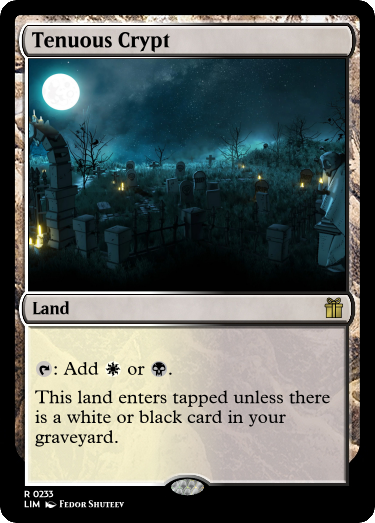 Tenuous Crypt
Land
: Add or .
This land enters tapped unless there
is a white or black card in your
graveyard.
R 0233
LIM Fedor Shuteev